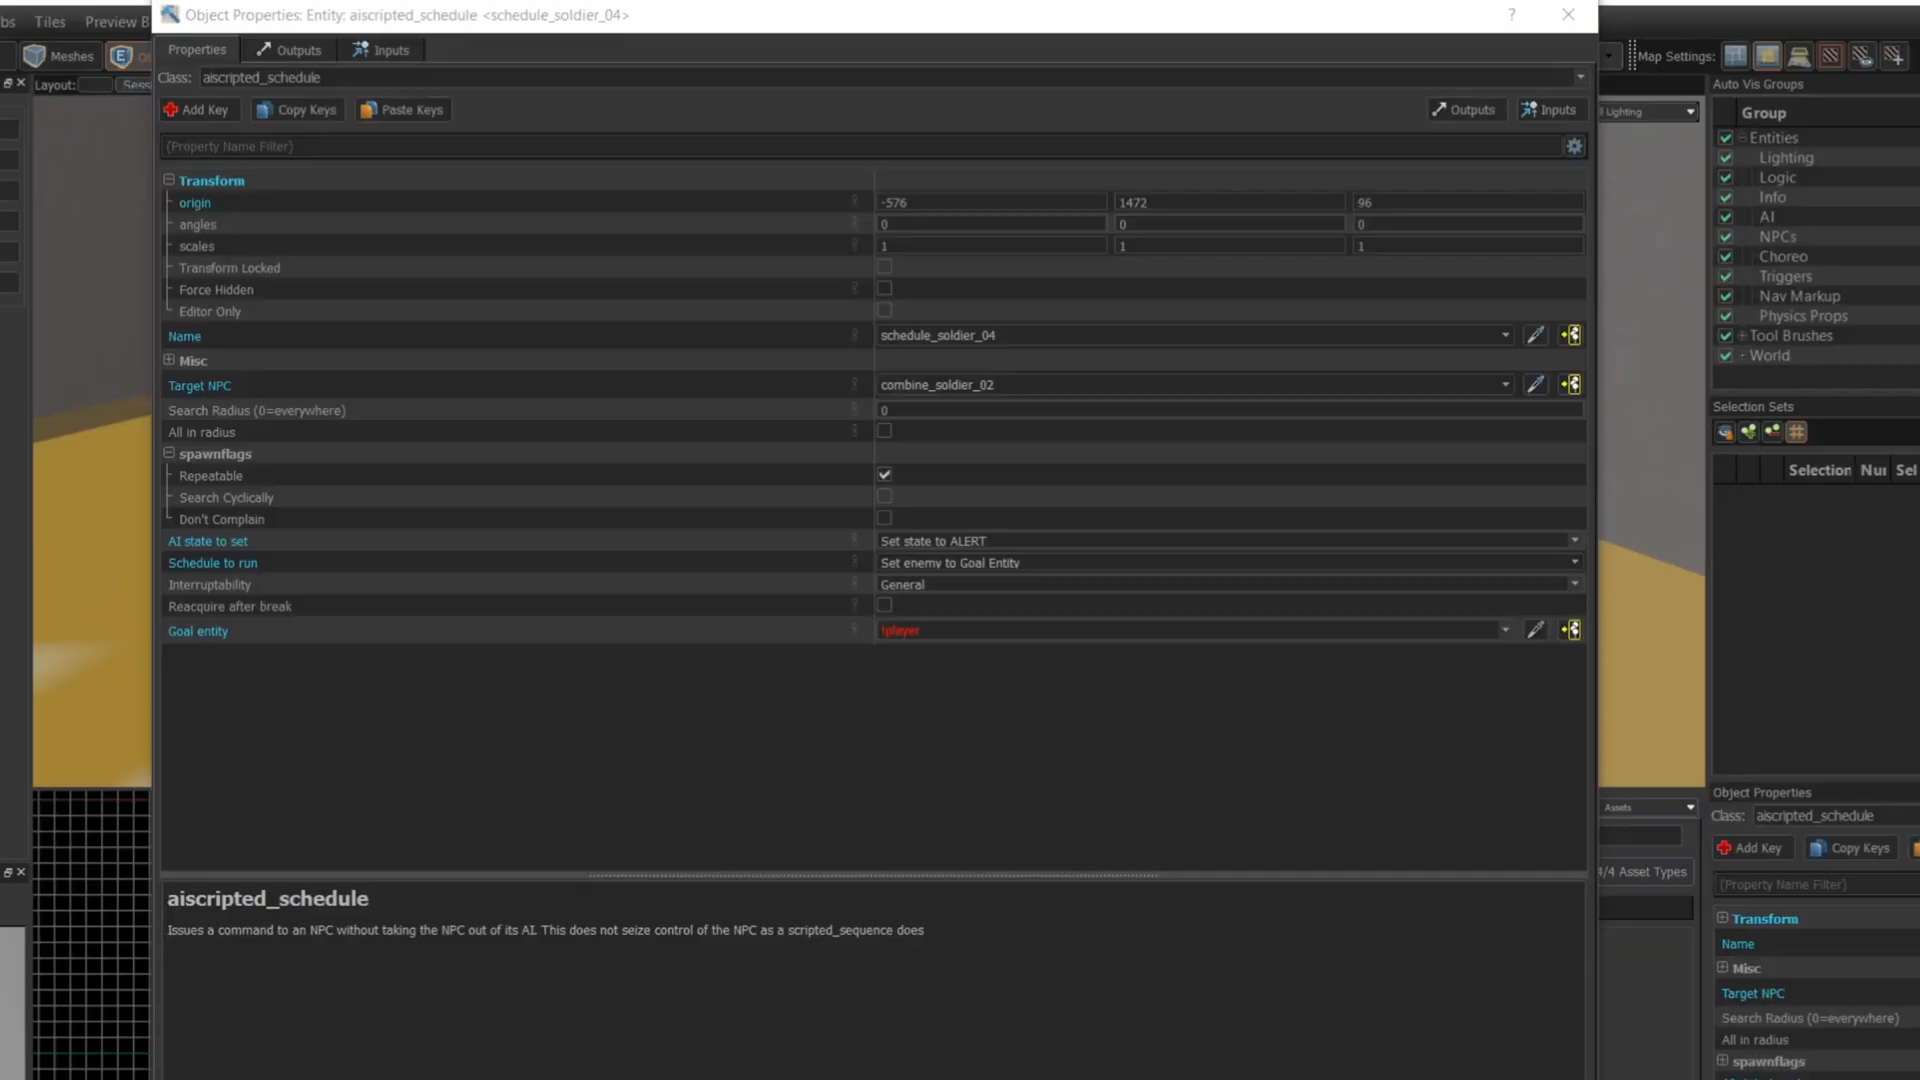 Object Properties: Entity: aiscripted_schedule <schedule_soldier_04>
?
Tiles
Preview B
Meshes
Layout:
Sess
Properties
Outputs
Inputs
Class:
aiscripted_schedule
Add Key
Copy Keys
Paste Keys
Outputs
Inputs
(Property Name Filter)
Transform
origin
-576
1472
96
angles
0
0
0
scales
1
1
1
Transform Locked
Force Hidden
Editor Only
Name
schedule_soldier_04
Misc
Target NPC
combine_soldier_02
Search Radius (0=everywhere)
0
All in radius
spawnflags
Repeatable
Search Cyclically
Don't Complain
AI state to set
Set state to ALERT
Schedule to run
Set enemy to Goal Entity
Interruptability
General
Reacquire after break
Goal entity
!player
aiscripted_schedule
Issues a command to an NPC without taking the NPC out of its AI. This does not seize control of the NPC as a scripted_sequence does
Map Settings:
Auto Vis Groups
Lighting
Group
Entities
Lighting
Logic
Info
AI
NPCs
Choreo
Triggers
Nav Markup
Physics Props
Tool Brushes
World
Selection Sets
Selection
Sel
Object Properties
Assets
Class:
aiscripted_schedule
Add Key
Copy Keys
4/4 Asset Types
(Property Name Filter)
Transform
Name
Misc
Target NPC
Search Radius (0=everywhere)
All in radius
spawnflags